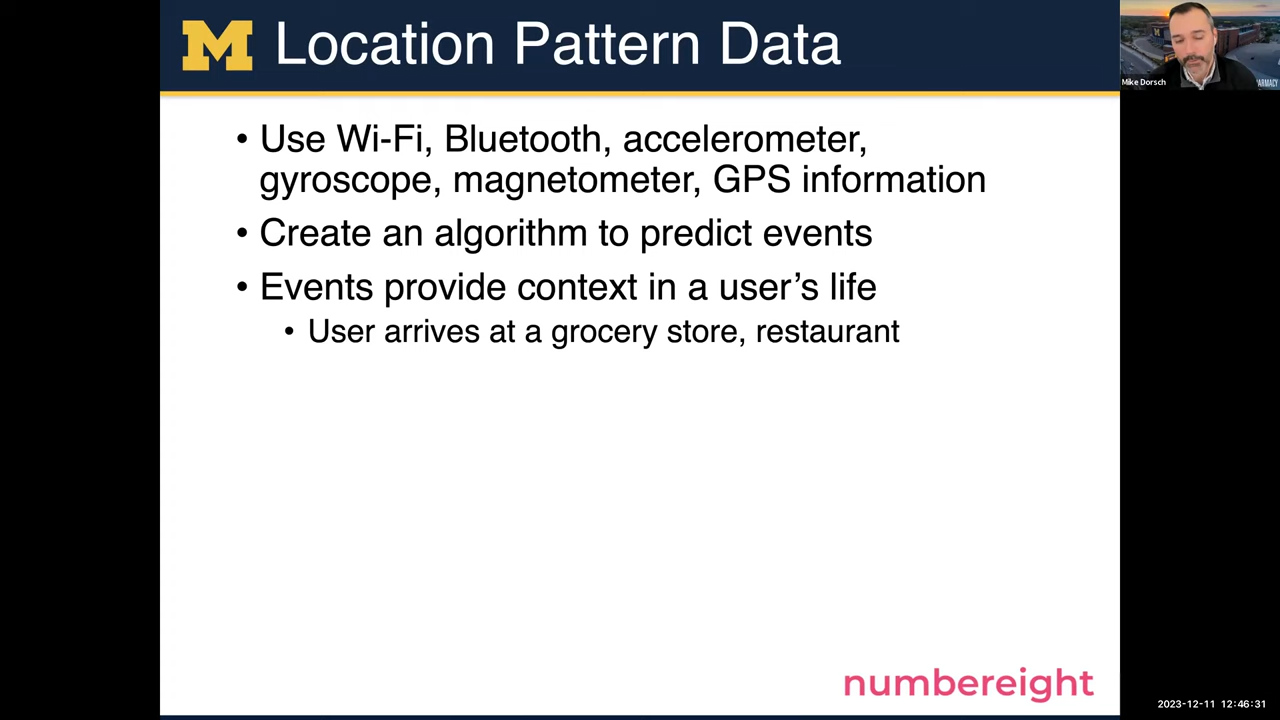 M Location Pattern Data
Mike Dorsch
ARMACY
• Use Wi-Fi, Bluetooth, accelerometer,
gyroscope, magnetometer, GPS information
• Create an algorithm to predict events
• Events provide context in a user’s life
• User arrives at a grocery store, restaurant
numbereight
2023-12-11 12:46:31